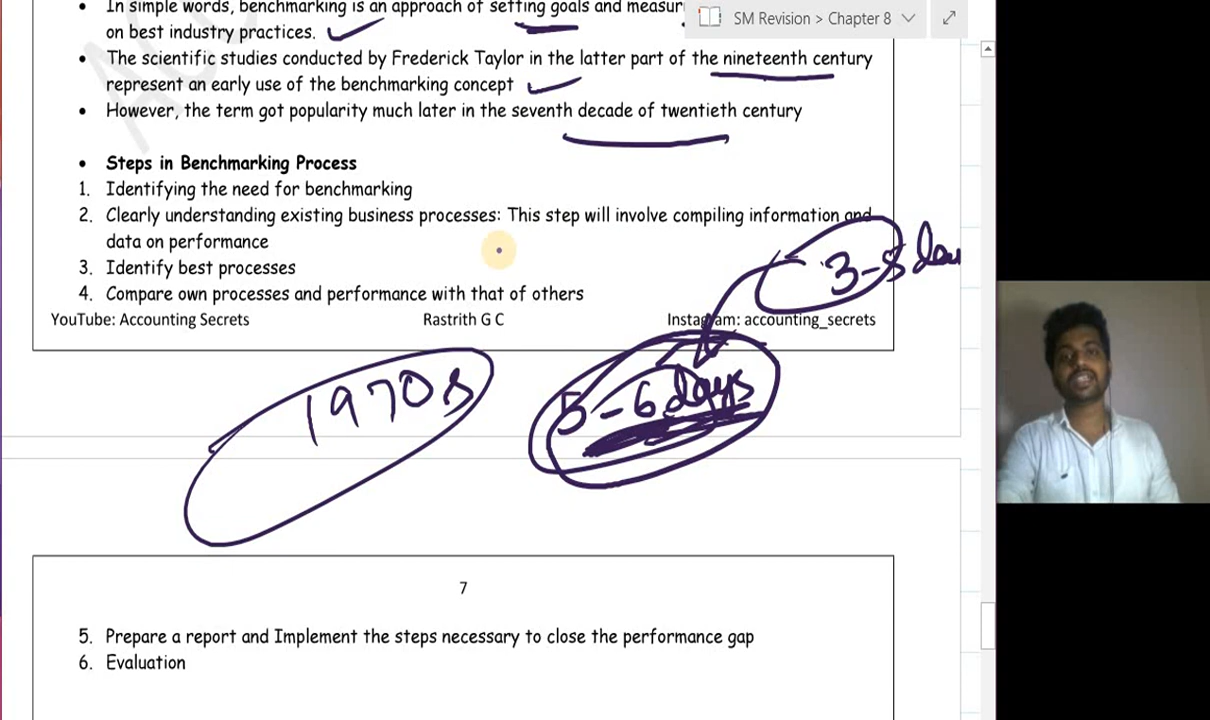 In simple words, benchmarking is an approach of setting goals and measur
SM Revision > Chapter 8
on best industry practices.
• The scientific studies conducted by Frederick Taylor in the latter part of the nineteenth century
represent an early use of the benchmarking concept
• However, the term got popularity much later in the seventh decade of twentieth century
• Steps in Benchmarking Process
1. Identifying the need for benchmarking
2. Clearly understanding existing business processes: This step will involve compiling information and
data on performance
3. Identify best processes
3-8 day
4. Compare own processes and performance with that of others
YouTube: Accounting Secrets Rastrith G C Instagram: accounting_secrets
1970s
5-6 days
7
5. Prepare a report and Implement the steps necessary to close the performance gap
6. Evaluation